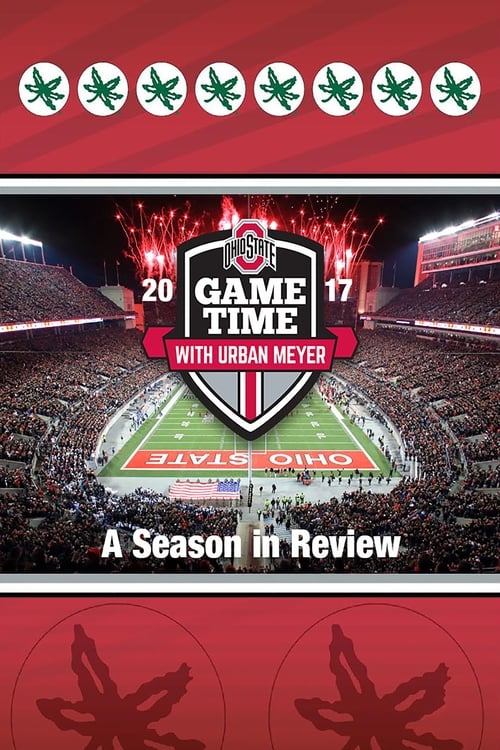 OHIO STATE
20 GAME 17
TIME
WITH URBAN MEYER
OHIO STATE
A Season in Review